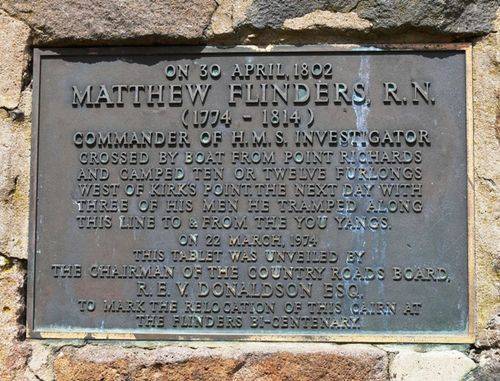 ON 30 APRIL, 1802
MATTHEW FLINDERS, R.N.
(1774 - 1814)
COMMANDER OF H.M.S. INVESTIGATOR
CROSSED BY BOAT FROM POINT RICHARDS
AND CAMPED TEN OR TWELVE FURLONGS
WEST OF KIRKS POINT THE NEXT DAY WITH
THREE OF HIS MEN HE TRAMPED ALONG
THIS LINE TO & FROM THE YOU YANGS.
ON 22 MARCH, 1974
THIS TABLET WAS UNVEILED BY
THE CHAIRMAN OF THE COUNTRY ROADS BOARD,
R.E.V. DONALDSON ESQ.
TO MARK THE RELOCATION OF THIS CAIRN AT
THE FLINDERS BI-CENTENARY.